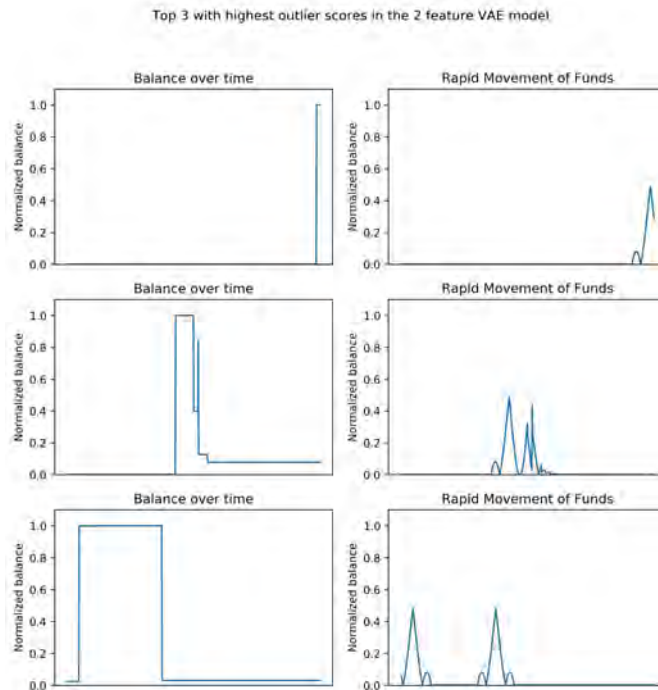 Top 3 with highest outlier scores in the 2 feature VAE model
Balance over time
Rapid Movement of Funds
Normalized balance
1.0
0.8
0.6
0.4
0.2
0.0
Normalized balance
1.0
0.8
0.6
0.4
0.2
0.0
Balance over time
Rapid Movement of Funds
Normalized balance
1.0
0.8
0.6
0.4
0.2
0.0
Normalized balance
1.0
0.8
0.6
0.4
0.2
0.0
Balance over time
Rapid Movement of Funds
Normalized balance
1.0
0.8
0.6
0.4
0.2
0.0
Normalized balance
1.0
0.8
0.6
0.4
0.2
0.0